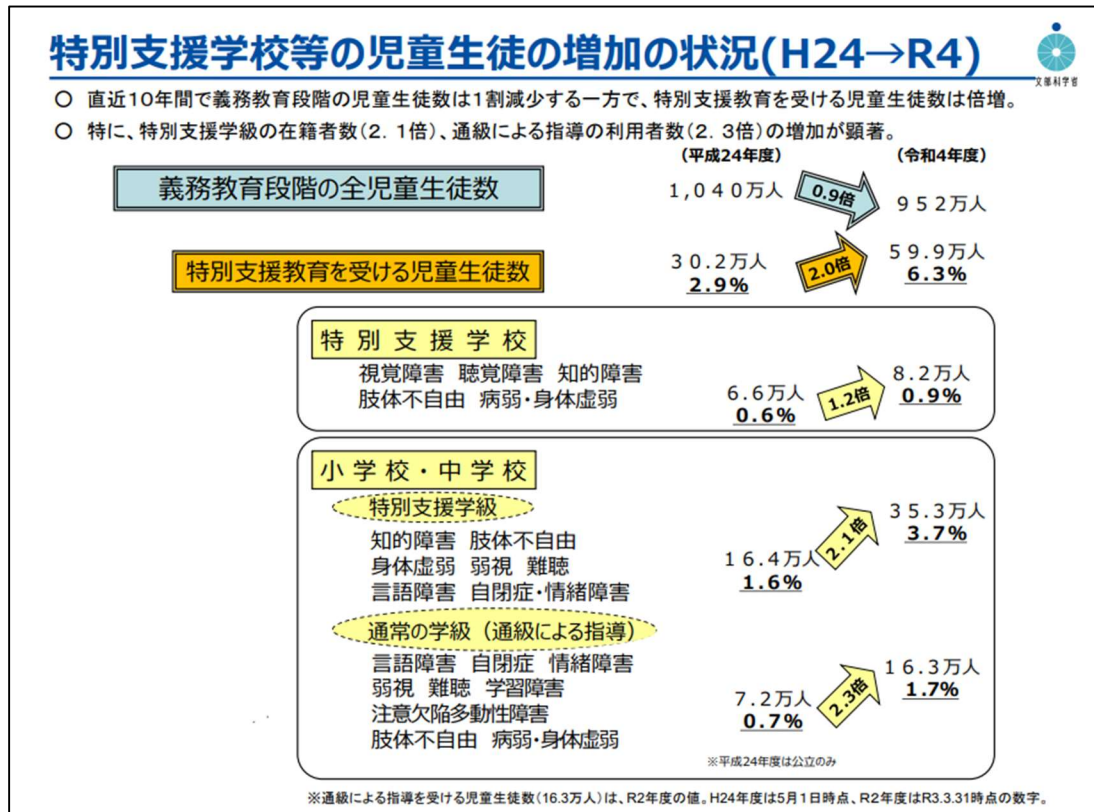 特別支援学校等の児童生徒の増加の状況(H24→R4)
文部科学省
○ 直近10年間で義務教育段階の児童生徒数は1割減少する一方で、特別支援教育を受ける児童生徒数は倍増。
○ 特に、特別支援学級の在籍者数(2.1倍)、通級による指導の利用者数(2.3倍)の増加が顕著。
(平成24年度) (令和4年度)
義務教育段階の全児童生徒数 1,040万人 0.9倍 952万人
特別支援教育を受ける児童生徒数 30.2万人 2.0倍 59.9万人
2.9% 6.3%
特別支援学校
視覚障害 聴覚障害 知的障害
肢体不自由 病弱・身体虚弱
6.6万人 1.2倍 8.2万人
0.6% 0.9%
小学校・中学校
特別支援学級
知的障害 肢体不自由
身体虚弱 弱視 難聴
言語障害 自閉症・情緒障害
16.4万人 2.1倍 35.3万人
1.6% 3.7%
通常の学級(通級による指導)
言語障害 自閉症 情緒障害
弱視 難聴 学習障害
注意欠陥多動性障害
肢体不自由 病弱・身体虚弱
7.2万人 2.3倍 16.3万人
0.7% 1.7%
※平成24年度は公立のみ
※通級による指導を受ける児童生徒数(16.3万人)は、R2年度の値。H24年度は5月1日時点、R2年度はR3.3.31時点の数字。